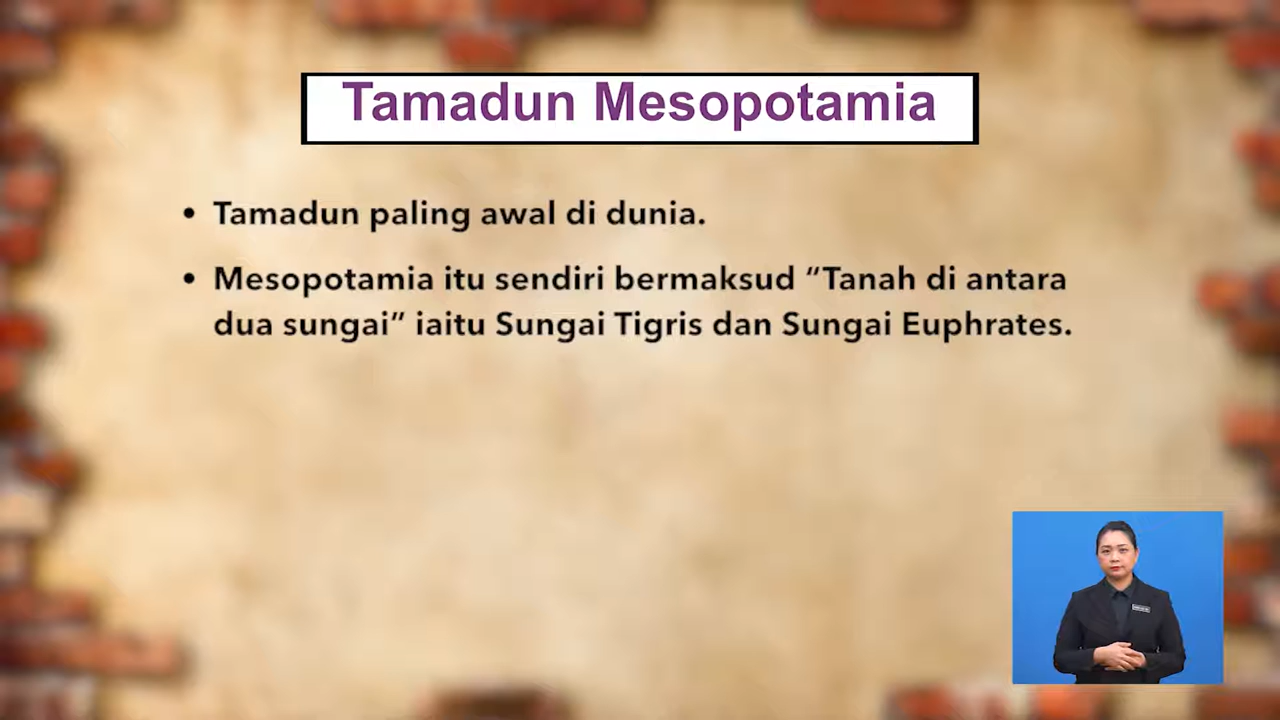 Tamadun Mesopotamia
• Tamadun paling awal di dunia.
• Mesopotamia itu sendiri bermaksud “Tanah di antara
dua sungai” iaitu Sungai Tigris dan Sungai Euphrates.